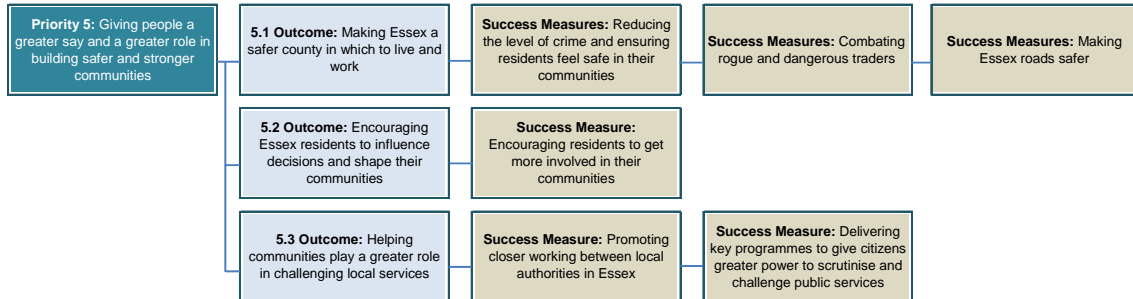 Priority 5: Giving people a
greater say and a greater role in
building safer and stronger
communities
5.1 Outcome: Making Essex a
safer county in which to live and
work
Success Measures: Reducing
the level of crime and ensuring
residents feel safe in their
communities
Success Measures: Combating
rogue and dangerous traders
Success Measures: Making
Essex roads safer
5.2 Outcome: Encouraging
Essex residents to influence
decisions and shape their
communities
Success Measure:
Encouraging residents to get
more involved in their
communities
5.3 Outcome: Helping
communities play a greater role
in challenging local services
Success Measure: Promoting
closer working between local
authorities in Essex
Success Measure: Delivering
key programmes to give citizens
greater power to scrutinise and
challenge public services